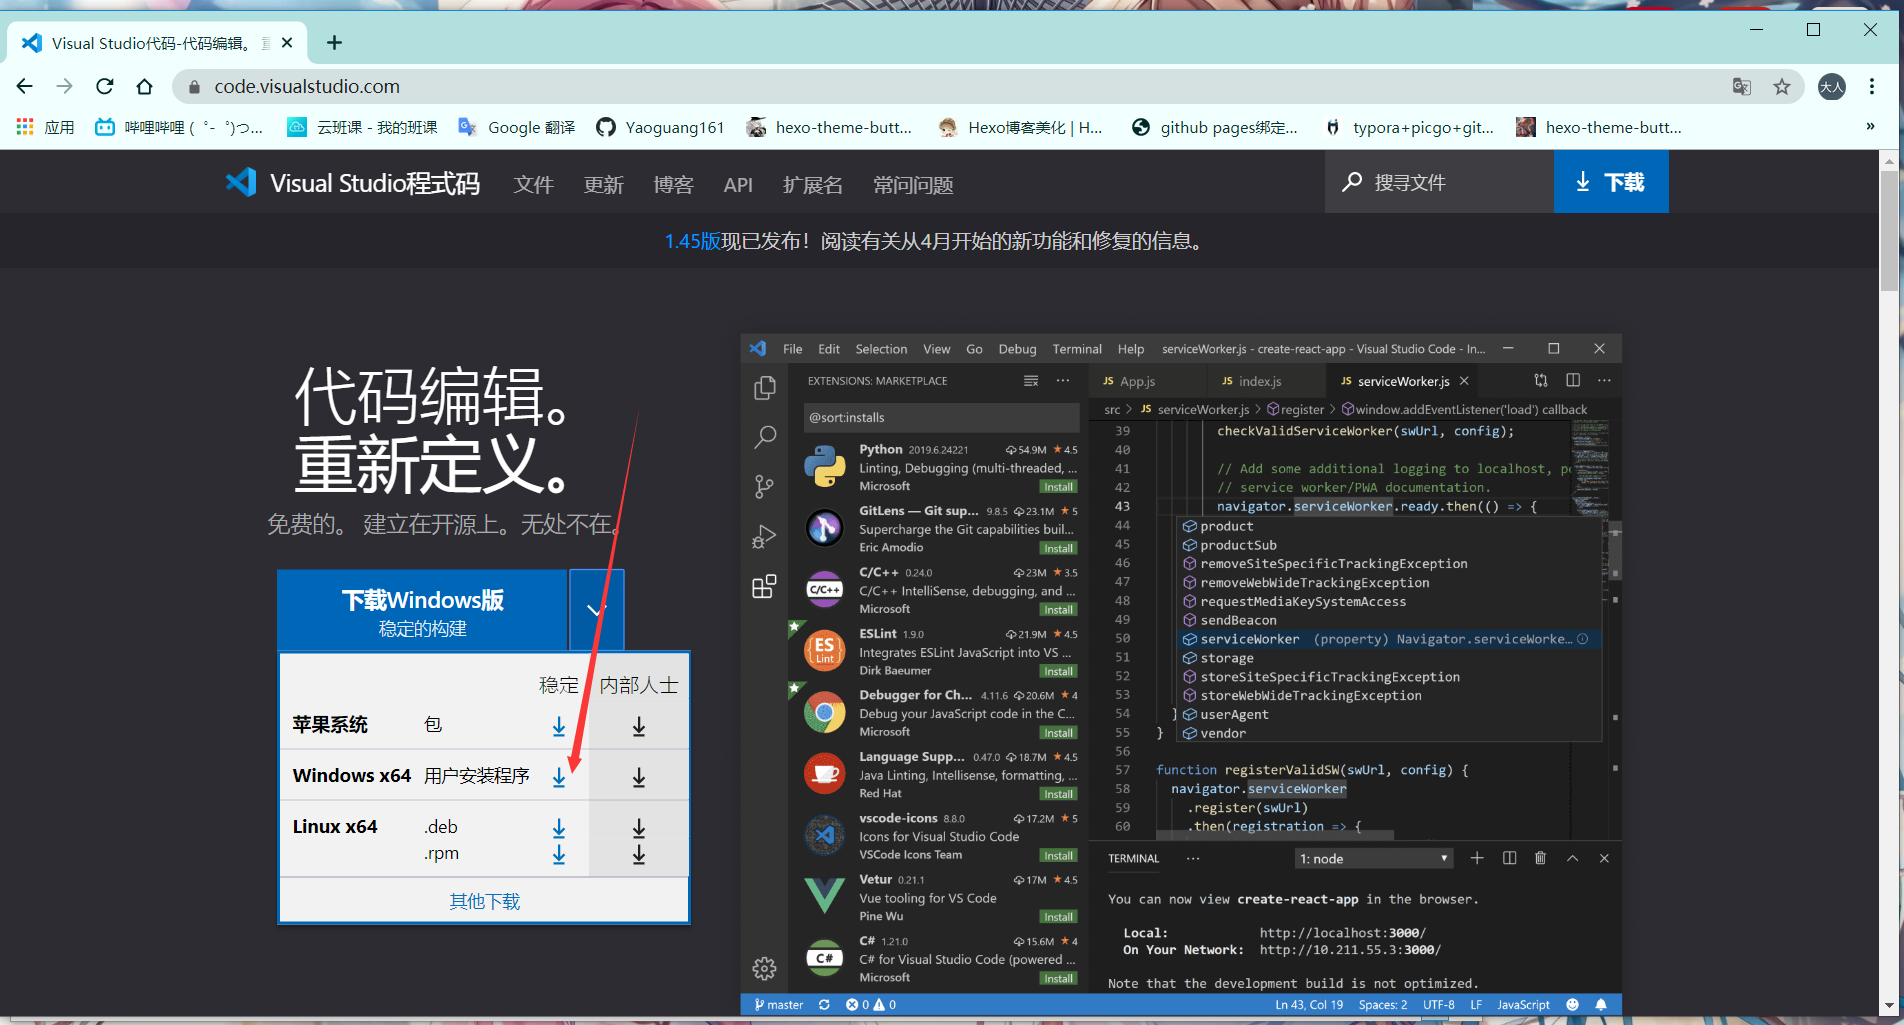 Visual Studio代码-代码编辑。
code.visualstudio.com
大人
应用
哔哩哔哩 ( ゜- ゜)つ...
云班课 - 我的班课
Google 翻译
Yaoguang161
hexo-theme-butt...
Hexo博客美化 | H...
github pages绑定...
typora+picgo+git...
hexo-theme-butt...
»
Visual Studio程式码
文件
更新
博客
API
扩展名
常问问题
搜寻文件
下载
1.45版现已发布！阅读有关从4月开始的新功能和修复的信息。
代码编辑。
重新定义。
免费的。 建立在开源上。无处不在。
下载Windows版
稳定的构建
稳定 内部人士
苹果系统 包
Windows x64 用户安装程序
Linux x64 .deb
.rpm
其他下载
File Edit Selection View Go Debug Terminal Help serviceWorker.js - create-react-app - Visual Studio Code - In...
EXTENSIONS: MARKETPLACE
@sort:installs
Python 2019.6.24221 54.9M ★ 4.5
Linting, Debugging (multi-threaded, ...
Microsoft Install
GitLens — Git sup... 9.8.5 23.1M ★ 5
Supercharge the Git capabilities buil...
Eric Amodio Install
C/C++
C/C++ 0.24.0 23M ★ 3.5
C/C++ IntelliSense, debugging, and ...
Microsoft Install
ES
Lint
ESLint 1.9.0 21.9M ★ 4.5
Integrates ESLint JavaScript into VS ...
Dirk Baeumer Install
Debugger for Ch... 4.11.6 20.6M ★ 4
Debug your JavaScript code in the C...
Microsoft Install
Language Supp... 0.47.0 18.7M ★ 4.5
Java Linting, Intellisense, formatting, ...
Red Hat Install
vscode-icons 8.8.0 17.2M ★ 5
Icons for Visual Studio Code
VSCode Icons Team Install
Vetur 0.21.1 17M ★ 4.5
Vue tooling for VS Code
Pine Wu Install
C#
C# 1.21.0 15.6M ★ 4
C# for Visual Studio Code (powered ...
Microsoft Install
JS App.js
JS index.js
JS serviceWorker.js
src > JS serviceWorker.js > register > window.addEventListener('load') callback
39 checkValidServiceWorker(swUrl, config);
40
41 // Add some additional logging to localhost, p
42 // service worker/PWA documentation.
43 navigator.serviceWorker.ready.then(() => {
44 product
45 productSub
46 removeSiteSpecificTrackingException
47 removeWebWideTrackingException
48 requestMediaKeySystemAccess
49 sendBeacon
50 serviceWorker (property) Navigator.serviceWorke...
51 storage
52 storeSiteSpecificTrackingException
53 storeWebWideTrackingException
54 } userAgent
55 } vendor
56
57 function registerValidSW(swUrl, config) {
58 navigator.serviceWorker
59 .register(swUrl)
60 .then(registration => {
TERMINAL ··· 1: node
You can now view create-react-app in the browser.
Local: http://localhost:3000/
On Your Network: http://10.211.55.3:3000/
Note that the development build is not optimized.
master 0 0 Ln 43, Col 19 Spaces: 2 UTF-8 LF JavaScript